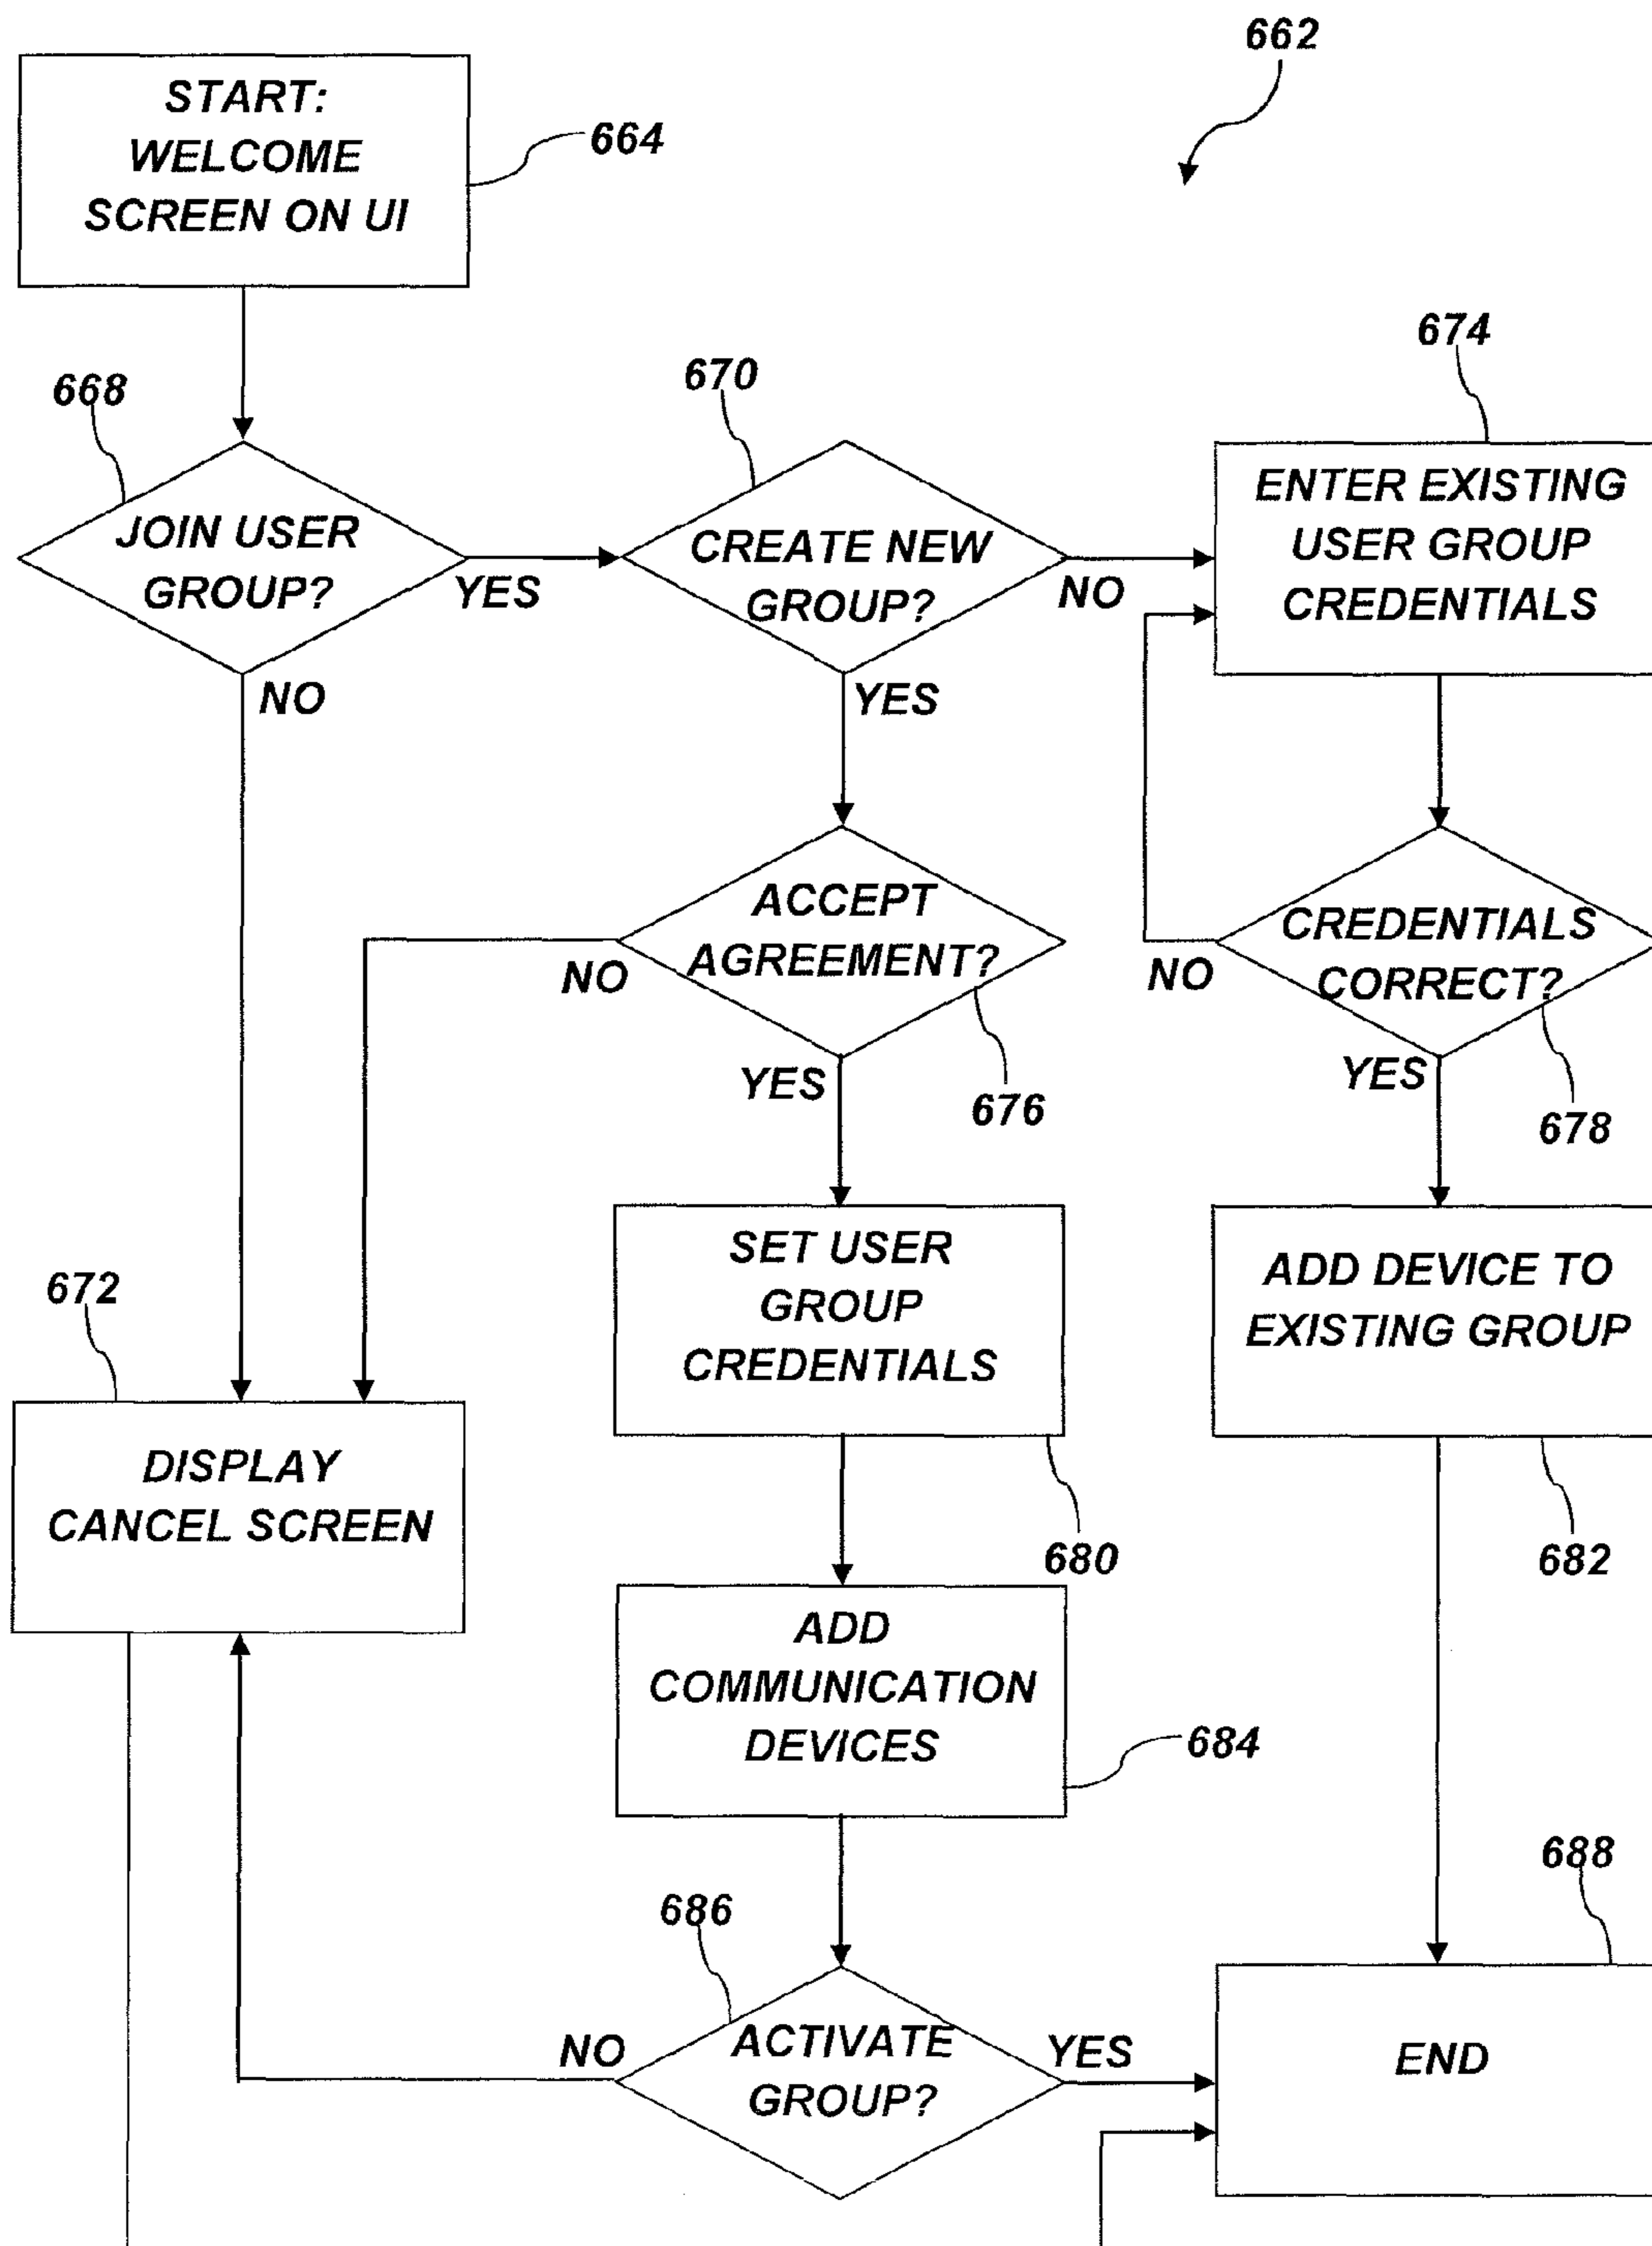 662
START:
WELCOME
SCREEN ON UI
664
668
JOIN USER
GROUP?
YES
NO
670
CREATE NEW
GROUP?
NO
YES
674
ENTER EXISTING
USER GROUP
CREDENTIALS
ACCEPT
AGREEMENT?
NO
YES
676
CREDENTIALS
CORRECT?
NO
YES
678
672
DISPLAY
CANCEL SCREEN
SET USER
GROUP
CREDENTIALS
680
ADD DEVICE TO
EXISTING GROUP
682
ADD
COMMUNICATION
DEVICES
684
686
ACTIVATE
GROUP?
NO
YES
688
END